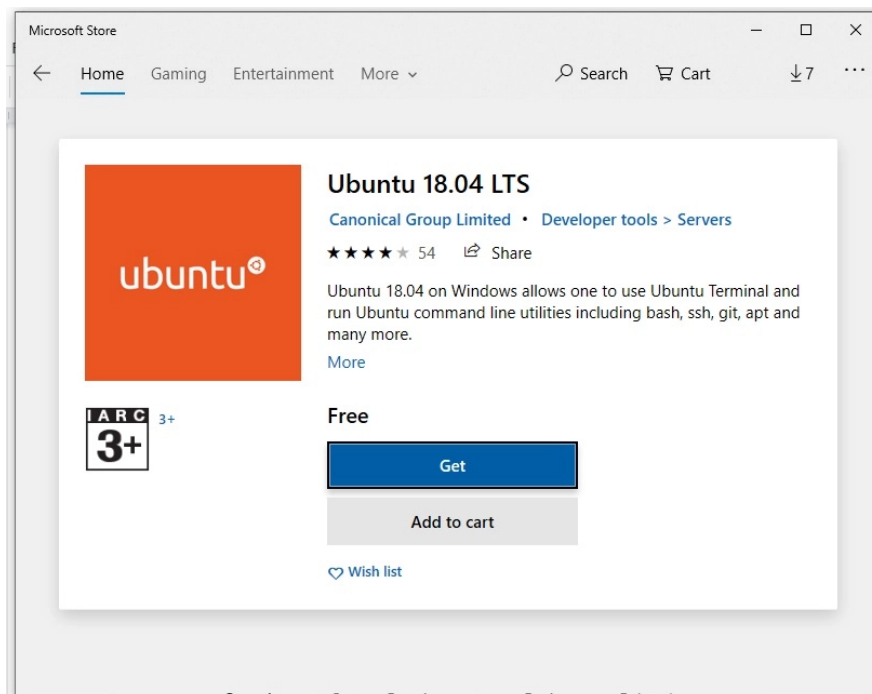 Microsoft Store
Home Gaming Entertainment More Search Cart 7
ubuntu
Ubuntu 18.04 LTS
Canonical Group Limited • Developer tools > Servers
54 Share
Ubuntu 18.04 on Windows allows one to use Ubuntu Terminal and
run Ubuntu command line utilities including bash, ssh, git, apt and
many more.
More
IARC
3+
3+
Free
Get
Add to cart
Wish list